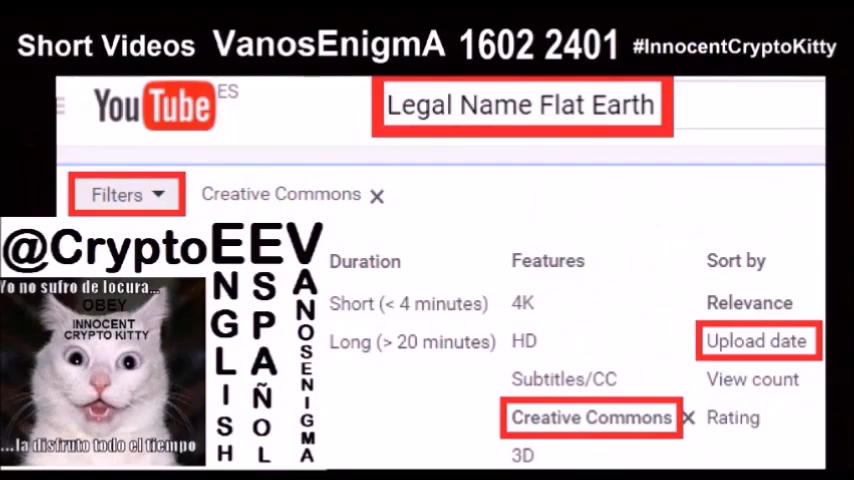 Short Videos VanosEnigmA 1602 2401 #InnocentCryptoKitty
YouTube ES
Legal Name Flat Earth
Filters
Creative Commons X
@CryptoEEV
ENGLISH
ESPAÑOL
VANOSENIGMA
Yo no sufro de locura...
OBEY
INNOCENT
CRYPTO KITTY
...la disfruto todo el tiempo
Duration
Short (< 4 minutes)
Long (> 20 minutes)
Features
4K
HD
Subtitles/CC
Creative Commons X
3D
Sort by
Relevance
Upload date
View count
Rating